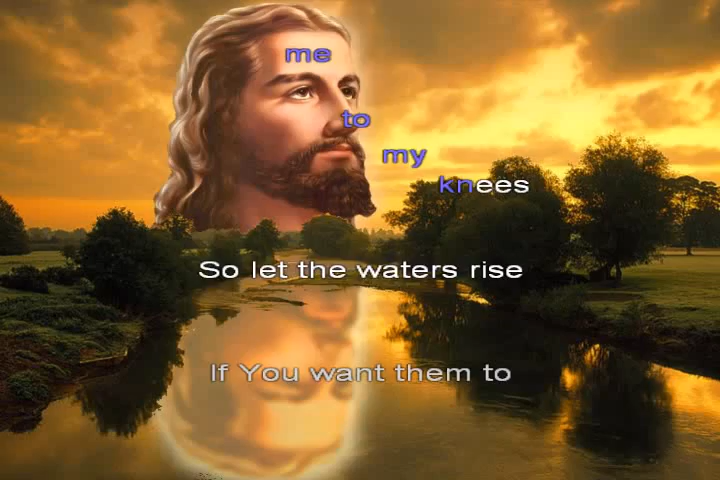 me
to
my
knees
So let the waters rise
If You want them to